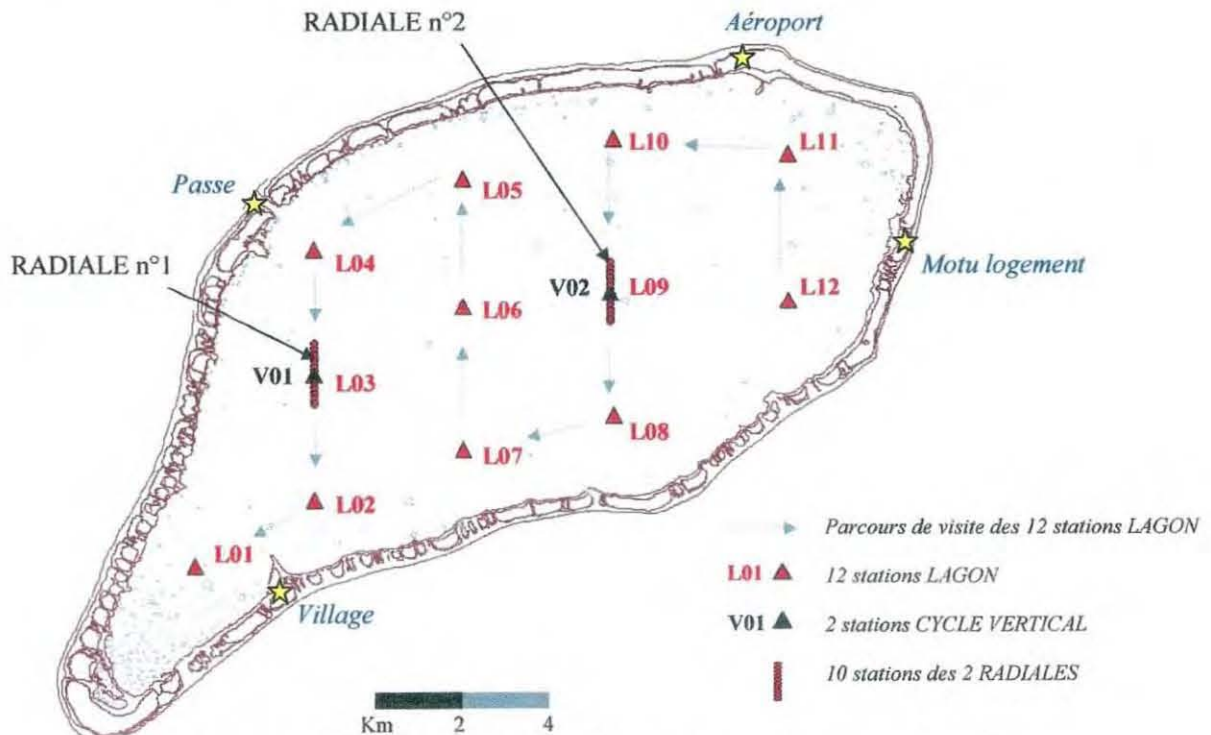 RADIALE n°2
Aéroport
L10
L11
L05
Passe
L04
RADIALE n°1
Motu logement
V02
L09
L12
L06
V01
L03
L08
L07
L02
L01
Village
Parcours de visite des 12 stations LAGON
L01 12 stations LAGON
V01 2 stations CYCLE VERTICAL
10 stations des 2 RADIALES
Km 2 4